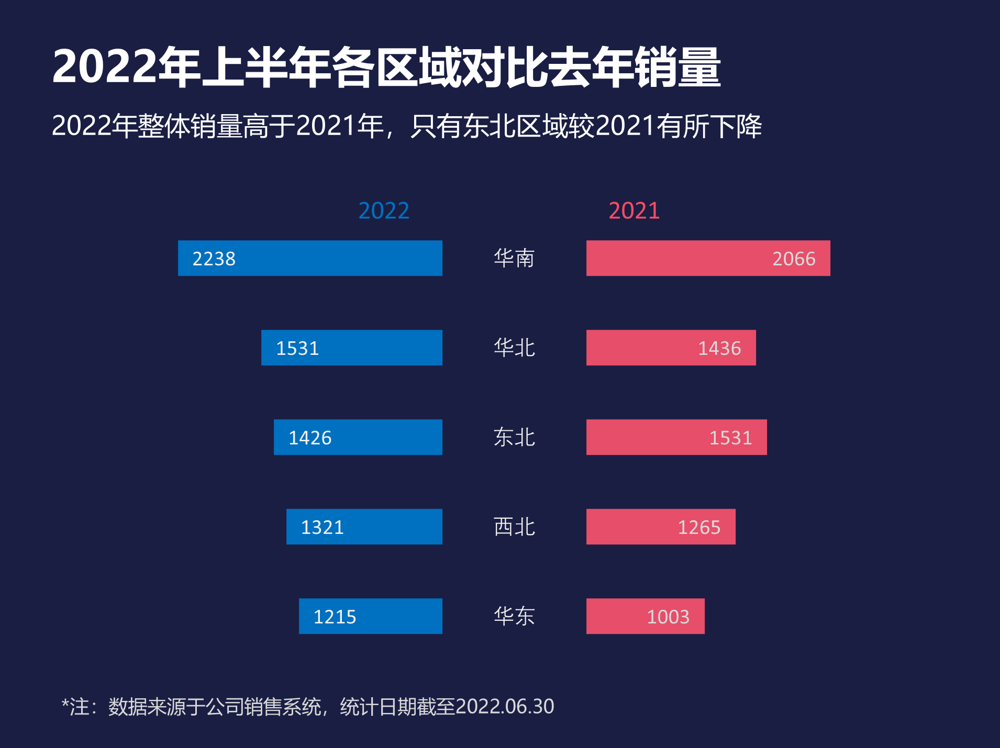 2022年上半年各区域对比去年销量
2022年整体销量高于2021年，只有东北区域较2021有所下降
2022 2021
2238 华南 2066
1531 华北 1436
1426 东北 1531
1321 西北 1265
1215 华东 1003
*注：数据来源于公司销售系统，统计日期截至2022.06.30